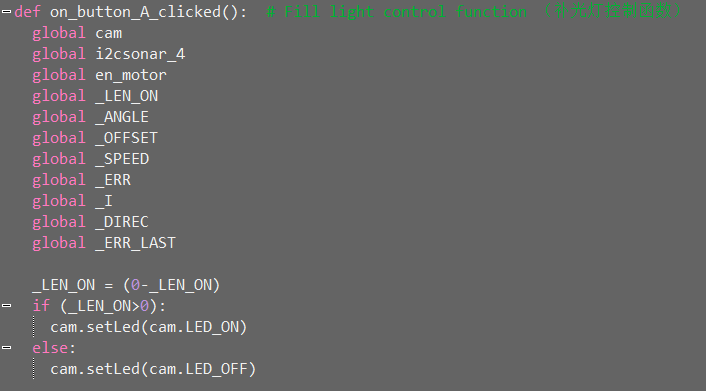 def on_button_A_clicked():  # Fill light control function （补光灯控制函数）
global cam
global i2csonar_4
global en_motor
global _LEN_ON
global _ANGLE
global _OFFSET
global _SPEED
global _ERR
global _I
global _DIREC
global _ERR_LAST
_LEN_ON = (0-_LEN_ON)
if (_LEN_ON>0):
cam.setLed(cam.LED_ON)
else:
cam.setLed(cam.LED_OFF)